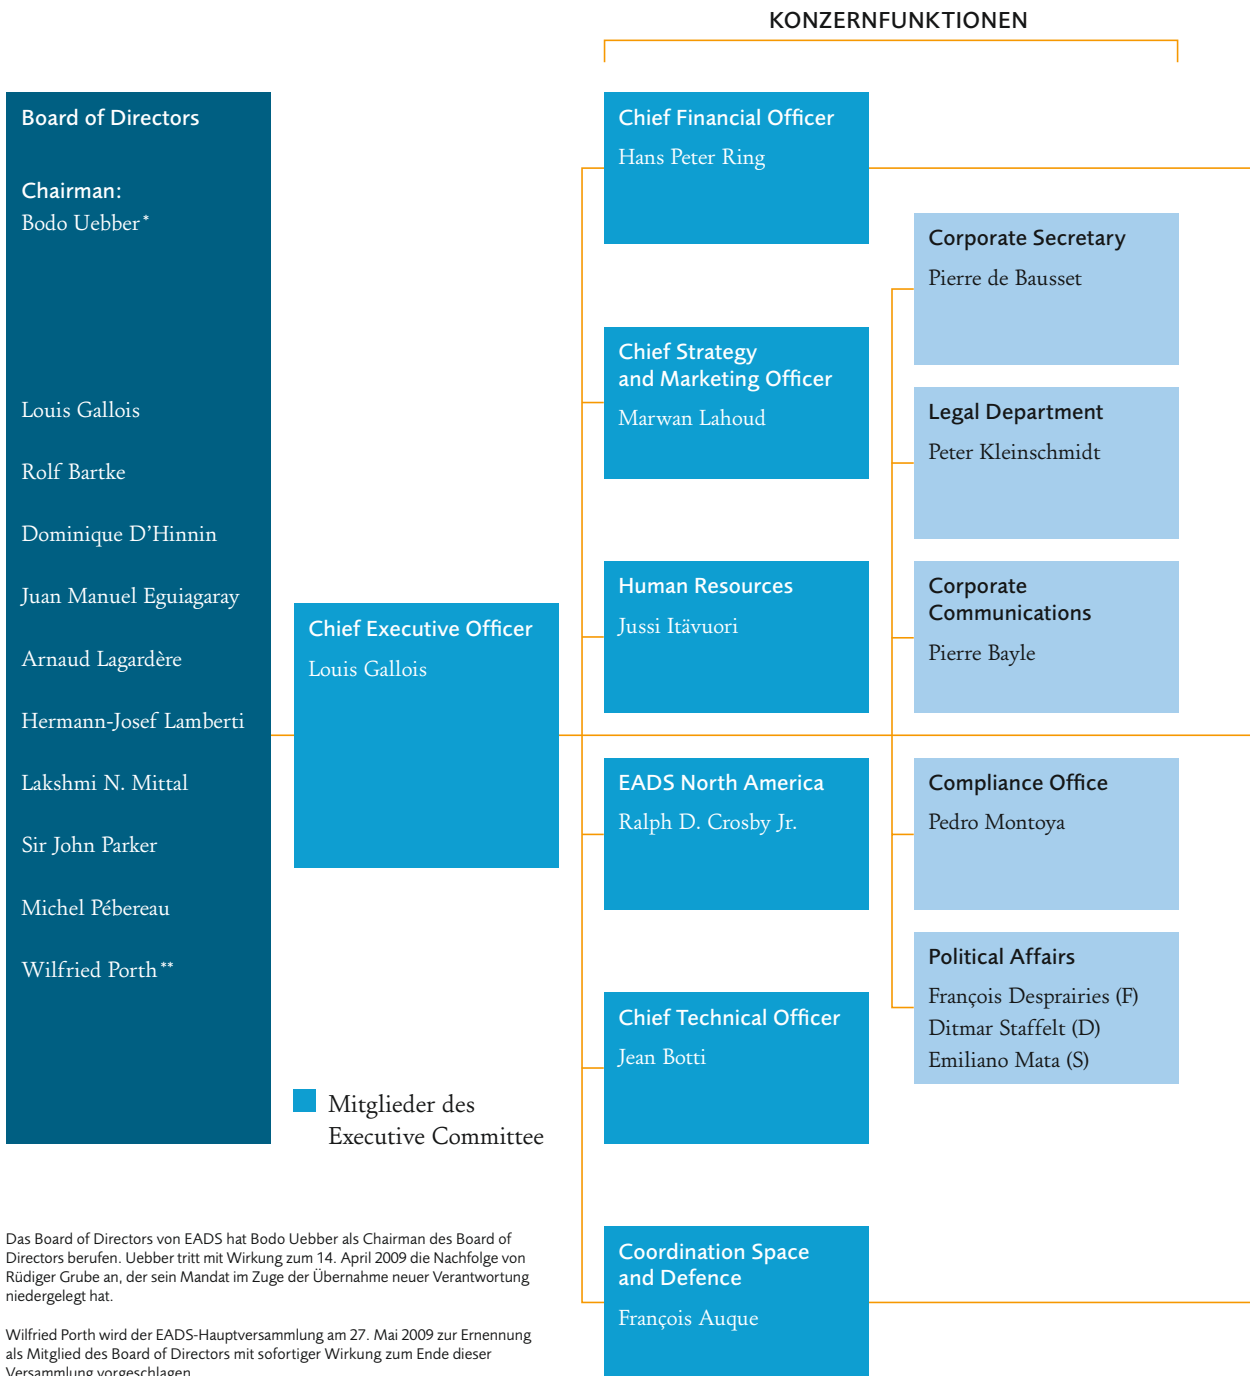 KONZERNFUNKTIONEN
Board of Directors
Chairman:
Bodo Uebber*
Louis Gallois
Rolf Bartke
Dominique D’Hinnin
Juan Manuel Eguiagaray
Arnaud Lagardère
Hermann-Josef Lamberti
Lakshmi N. Mittal
Sir John Parker
Michel Pébereau
Wilfried Porth**
Chief Executive Officer
Louis Gallois
Mitglieder des
Executive Committee
Chief Financial Officer
Hans Peter Ring
Chief Strategy
and Marketing Officer
Marwan Lahoud
Human Resources
Jussi Itävuori
EADS North America
Ralph D. Crosby Jr.
Chief Technical Officer
Jean Botti
Coordination Space
and Defence
François Auque
Corporate Secretary
Pierre de Bausset
Legal Department
Peter Kleinschmidt
Corporate
Communications
Pierre Bayle
Compliance Office
Pedro Montoya
Political Affairs
François Desprairies (F)
Ditmar Staffelt (D)
Emiliano Mata (S)
Das Board of Directors von EADS hat Bodo Uebber als Chairman des Board of
Directors berufen. Uebber tritt mit Wirkung zum 14. April 2009 die Nachfolge von
Rüdiger Grube an, der sein Mandat im Zuge der Übernahme neuer Verantwortung
niedergelegt hat.
Wilfried Porth wird der EADS-Hauptversammlung am 27. Mai 2009 zur Ernennung
als Mitglied des Board of Directors mit sofortiger Wirkung zum Ende dieser
Versammlung vorgeschlagen